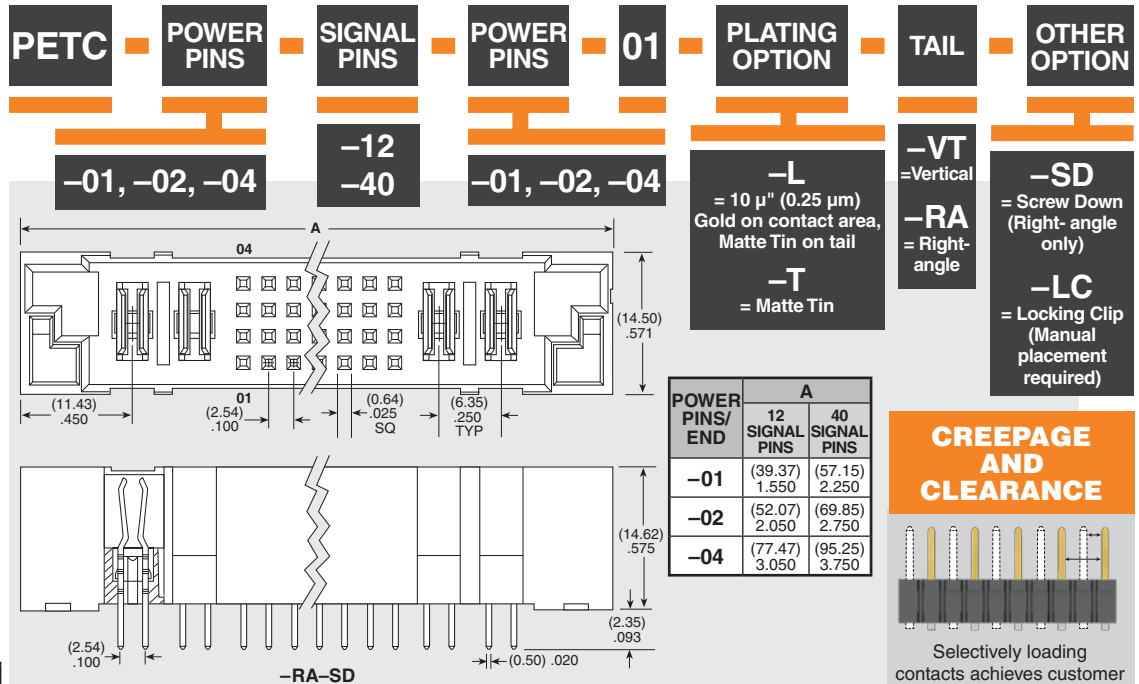 PETC
POWER
PINS
SIGNAL
PINS
POWER
PINS
01
PLATING
OPTION
TAIL
OTHER
OPTION
–01, –02, –04
–12
–40
–01, –02, –04
–L
= 10 µ" (0.25 µm)
Gold on contact area,
Matte Tin on tail
–T
= Matte Tin
–VT
=Vertical
–RA
= Right-
angle
–SD
= Screw Down
(Right- angle
only)
–LC
= Locking Clip
(Manual
placement
required)
A
04
(14.50)
.571
01
(11.43)
.450
(2.54)
.100
(0.64)
.025
SQ
(6.35)
.250
TYP
(14.62)
.575
(2.35)
.093
(2.54)
.100
(0.50) .020
–RA–SD
POWER
PINS/
END
A
12
SIGNAL
PINS
40
SIGNAL
PINS
–01
(39.37)
1.550
(57.15)
2.250
–02
(52.07)
2.050
(69.85)
2.750
–04
(77.47)
3.050
(95.25)
3.750
CREEPAGE
AND
CLEARANCE
Selectively loading
contacts achieves customer